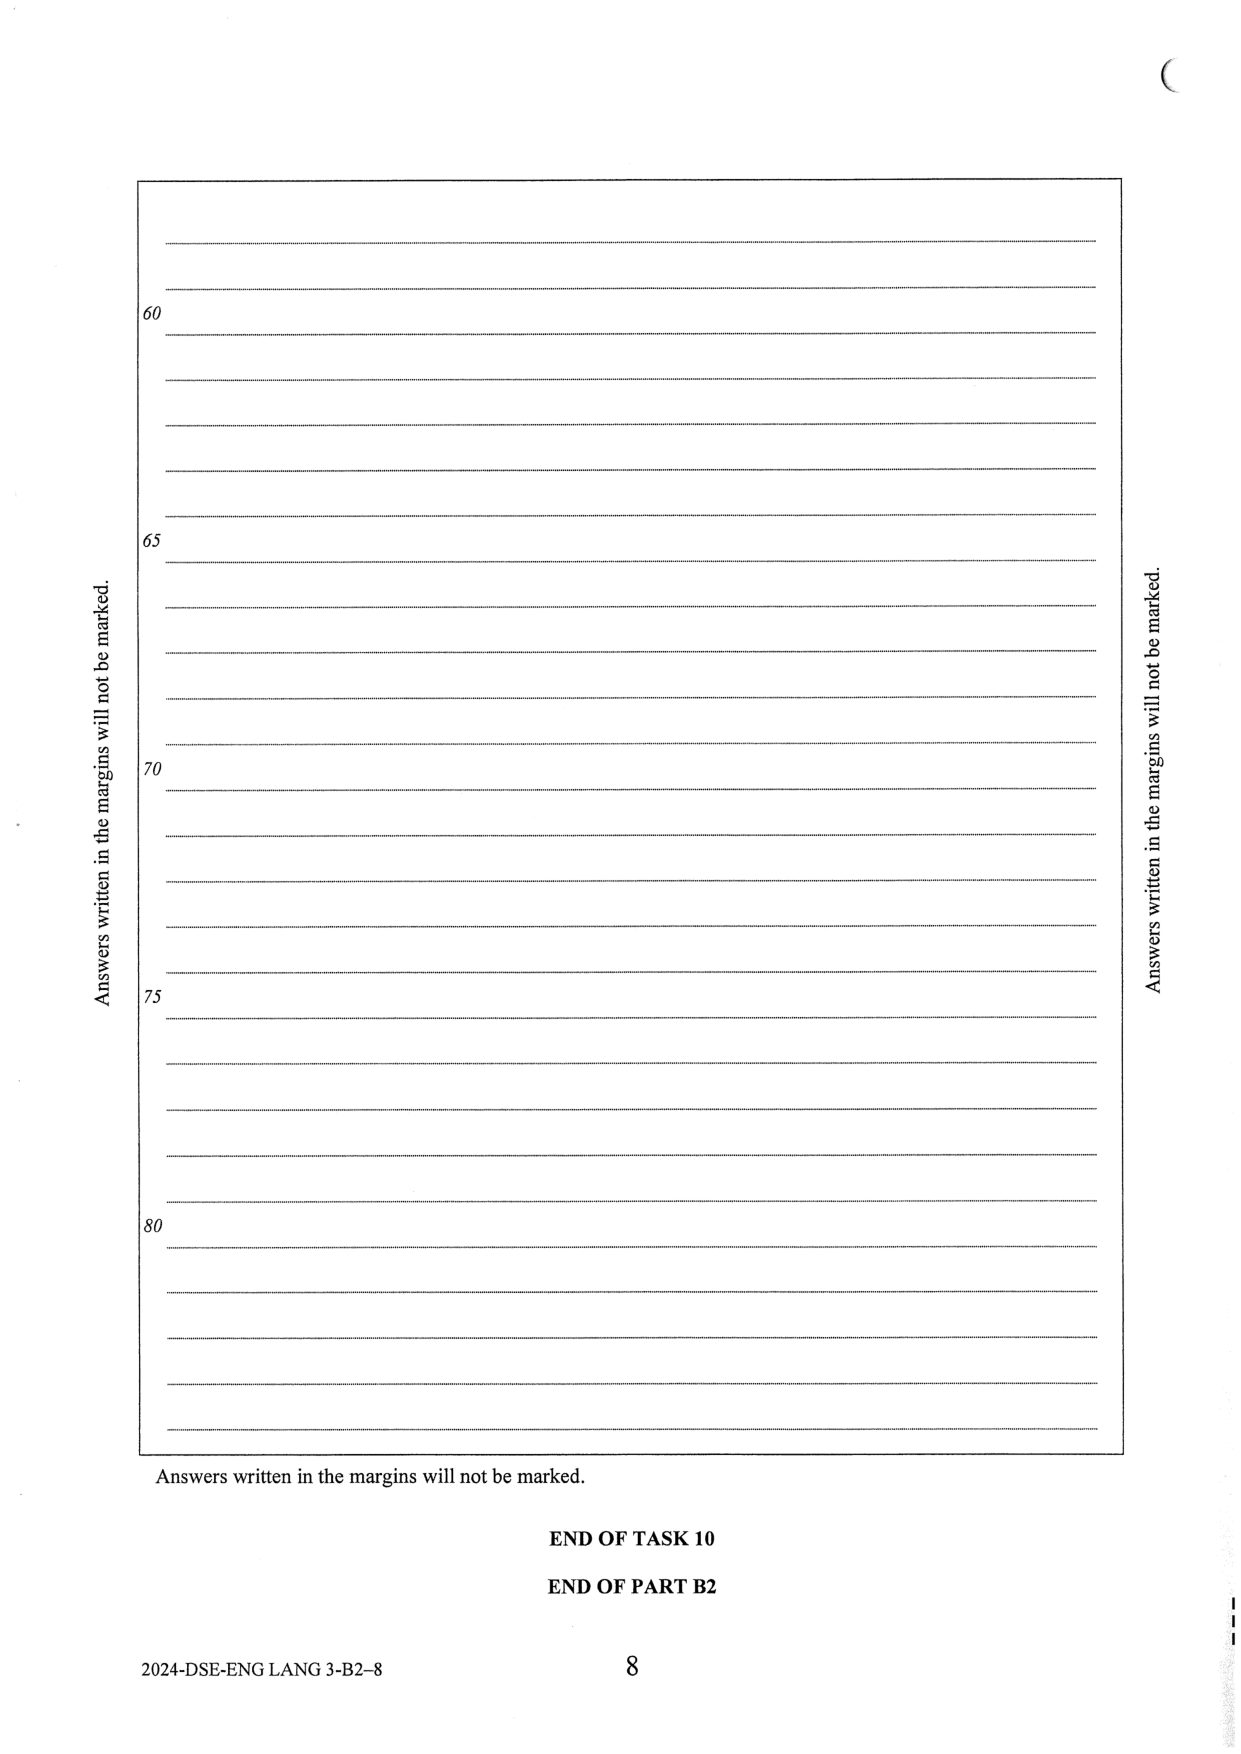 60
65
Answers written in the margins will not be marked.
Answers written in the margins will not be marked.
70
75
80
Answers written in the margins will not be marked.
END OF TASK 10
END OF PART B2
2024-DSE-ENG LANG 3-B2–8
8